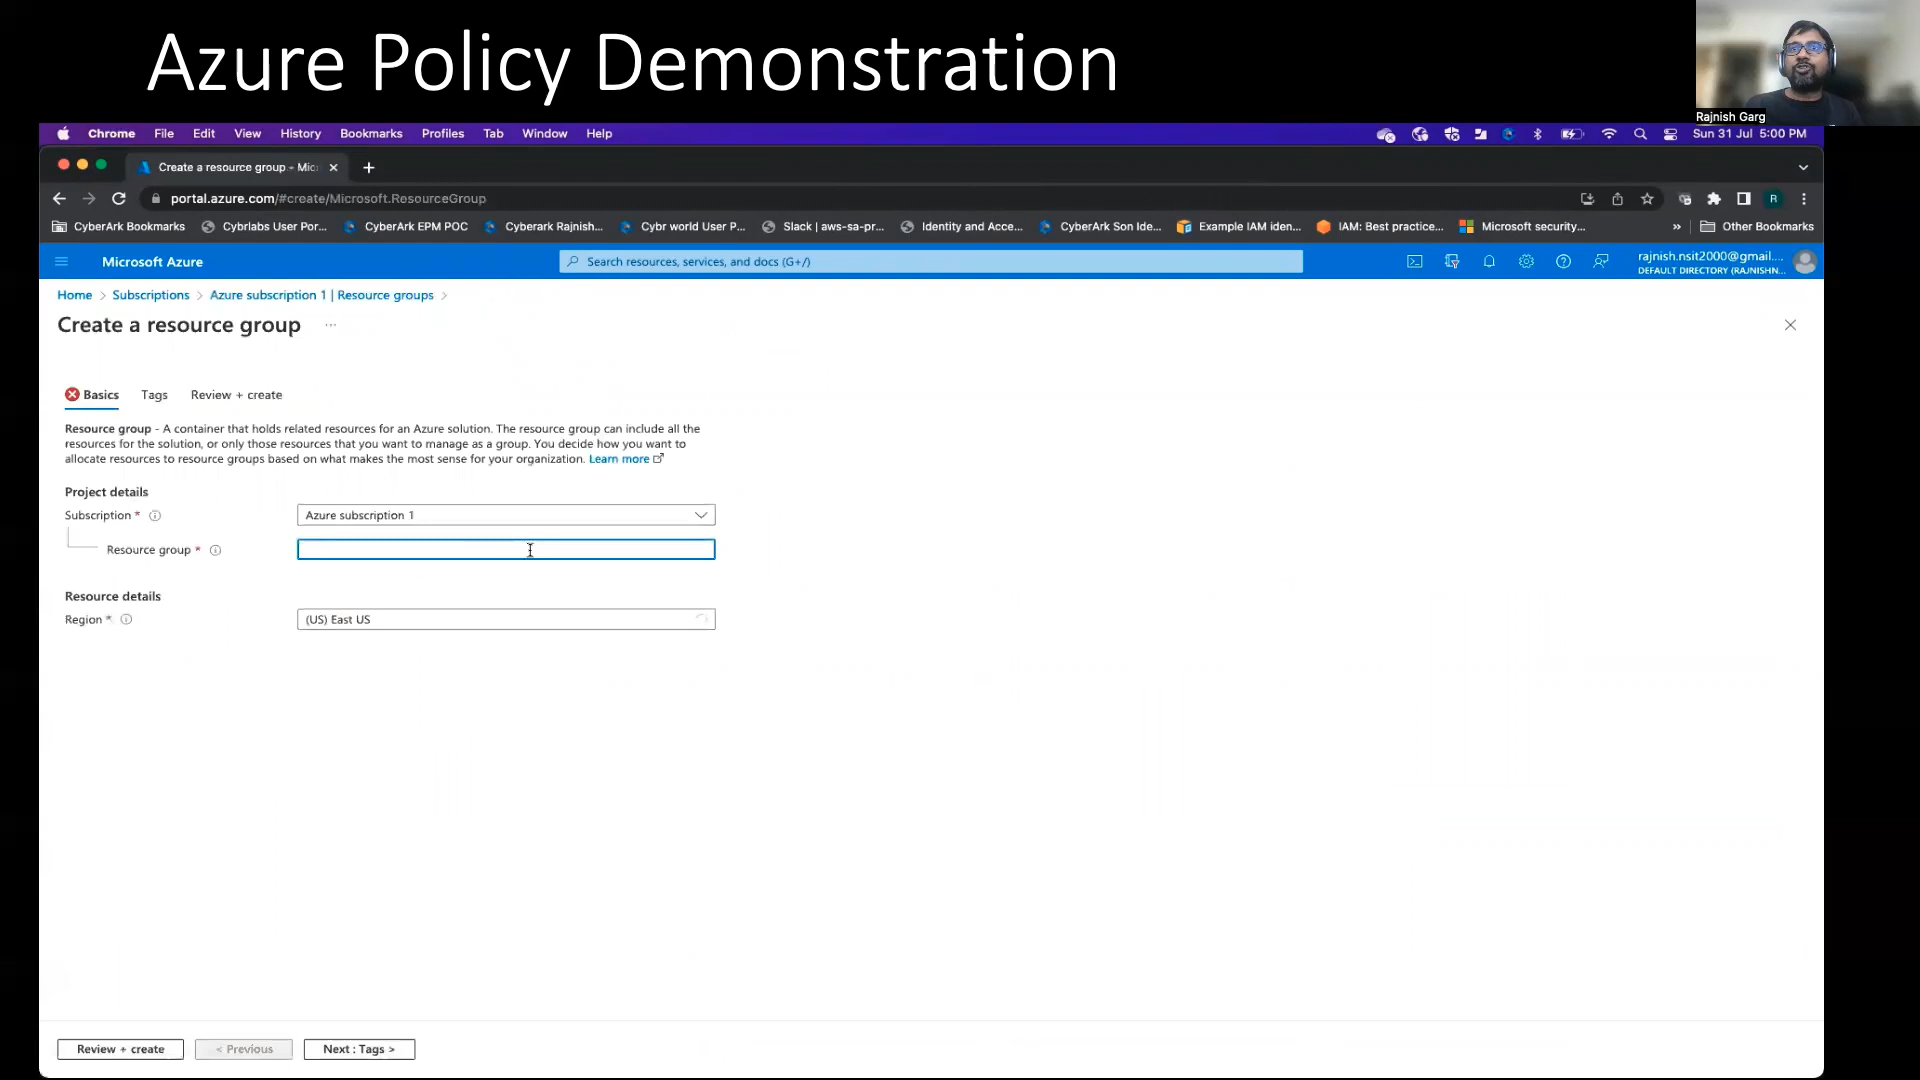 Azure Policy Demonstration
Rajnish Garg
Chrome File Edit View History Bookmarks Profiles Tab Window Help
Sun 31 Jul 5:00 PM
Create a resource group - Mic
portal.azure.com/#create/Microsoft.ResourceGroup
R
CyberArk Bookmarks Cybrlabs User Por... CyberArk EPM POC Cyberark Rajnish... Cybr world User P... Slack | aws-sa-pr... Identity and Acce... CyberArk Son Ide... Example IAM iden... IAM: Best practice... Microsoft security... » Other Bookmarks
Microsoft Azure
Search resources, services, and docs (G+/)
rajnish.nsit2000@gmail....
DEFAULT DIRECTORY (RAJNISHN...
Home > Subscriptions > Azure subscription 1 | Resource groups >
Create a resource group ...
Basics Tags Review + create
Resource group - A container that holds related resources for an Azure solution. The resource group can include all the
resources for the solution, or only those resources that you want to manage as a group. You decide how you want to
allocate resources to resource groups based on what makes the most sense for your organization. Learn more
Project details
Subscription * Azure subscription 1
Resource group *
Resource details
Region * (US) East US
Review + create < Previous Next : Tags >